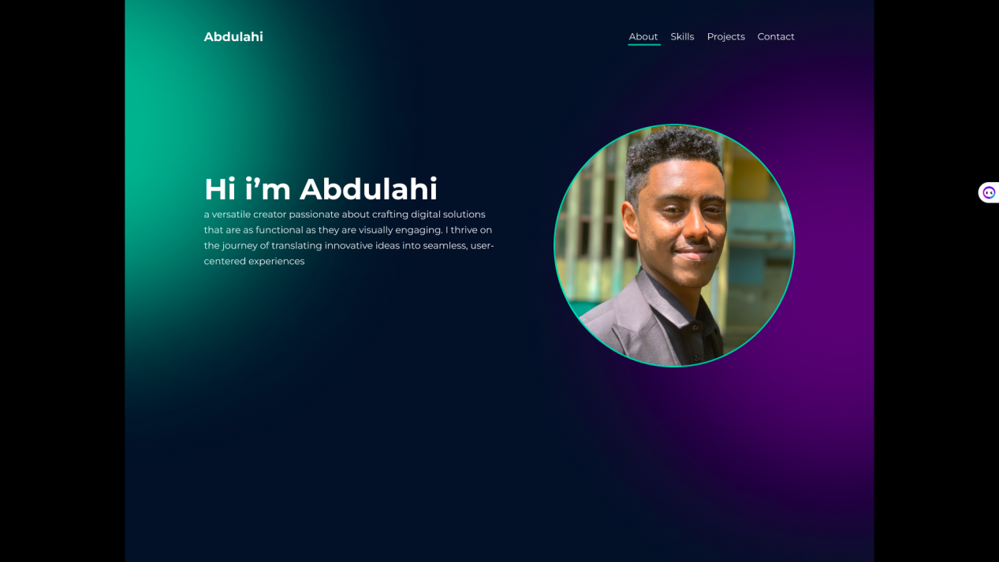 Abdulahi
About Skills Projects Contact
Hi i’m Abdulahi
a versatile creator passionate about crafting digital solutions
that are as functional as they are visually engaging. I thrive on
the journey of translating innovative ideas into seamless, user-
centered experiences